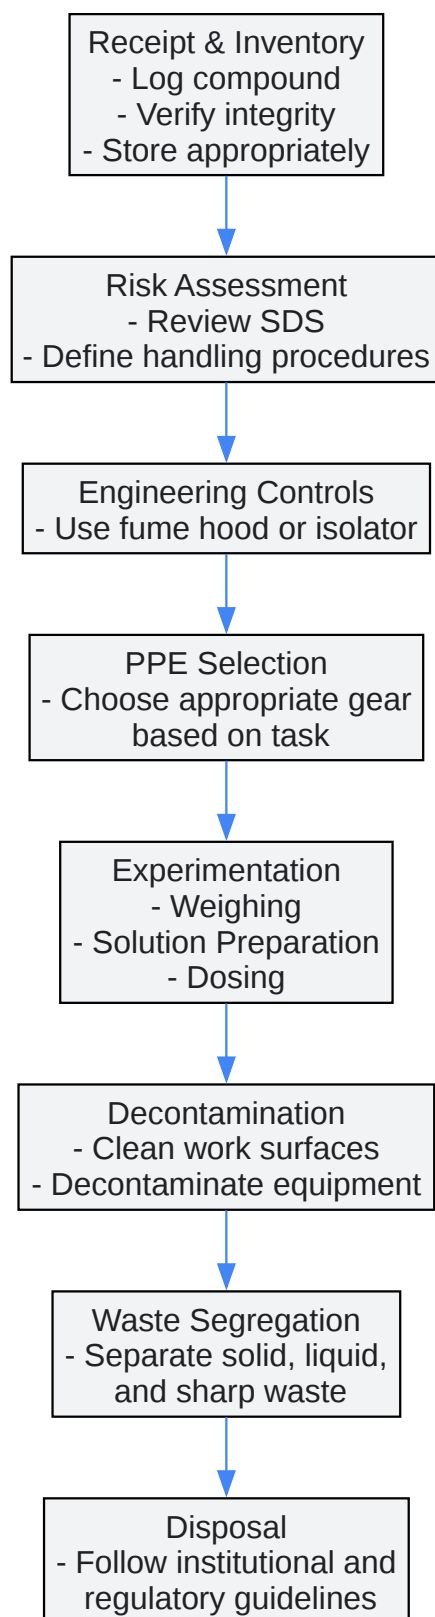 Receipt & Inventory
- Log compound
- Verify integrity
- Store appropriately
Risk Assessment
- Review SDS
- Define handling procedures
Engineering Controls
- Use fume hood or isolator
PPE Selection
- Choose appropriate gear
based on task
Experimentation
- Weighing
- Solution Preparation
- Dosing
Decontamination
- Clean work surfaces
- Decontaminate equipment
Waste Segregation
- Separate solid, liquid,
and sharp waste
Disposal
- Follow institutional and
regulatory guidelines